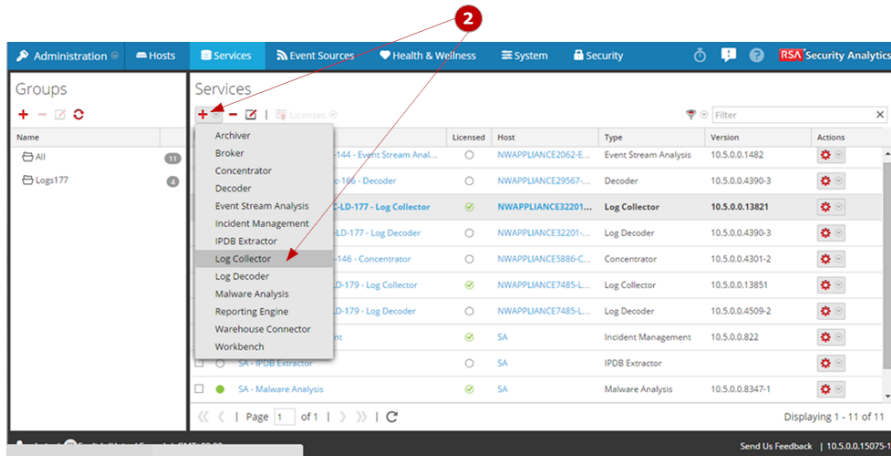 2
Administration Hosts Services Event Sources Health & Wellness System Security RSA Security Analytics
Groups
Services
Licenses
Filter
Name
Licensed Host Type Version Actions
All 11
Logs177 4
Archiver
Broker
Concentrator
Decoder
Event Stream Analysis
Incident Management
IPDB Extractor
Log Collector
Log Decoder
Malware Analysis
Reporting Engine
Warehouse Connector
Workbench
-144 - Event Stream Anal... NWAPPLIANCE2062-E... Event Stream Analysis 10.5.0.0.1482
-166 - Decoder NWAPPLIANCE29567-... Decoder 10.5.0.0.4390-3
-LD-177 - Log Collector NWAPPLIANCE32201... Log Collector 10.5.0.0.13821
LD-177 - Log Decoder NWAPPLIANCE32201-... Log Decoder 10.5.0.0.4390-3
-146 - Concentrator NWAPPLIANCE5886-C... Concentrator 10.5.0.0.4301-2
D-179 - Log Collector NWAPPLIANCE7485-L... Log Collector 10.5.0.0.13851
D-179 - Log Decoder NWAPPLIANCE7485-L... Log Decoder 10.5.0.0.4509-2
nt SA Incident Management 10.5.0.0.822
SA - IPDB Extractor SA IPDB Extractor
SA - Malware Analysis SA Malware Analysis 10.5.0.0.8347-1
Page 1 of 1
Displaying 1 - 11 of 11
Send Us Feedback | 10.5.0.0.15075-1